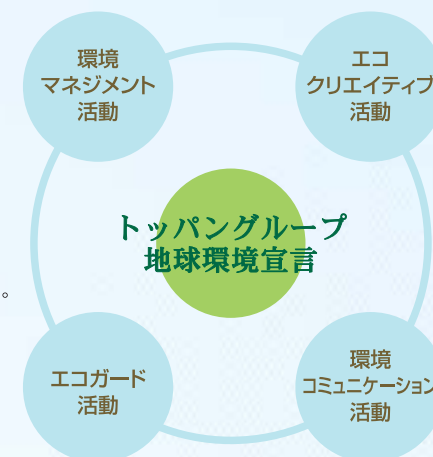 環境
マネジメント
活動
エコ
クリエイティブ
活動
トッパングループ
地球環境宣言
。
エコガード
活動
環境
コミュニケーション
活動